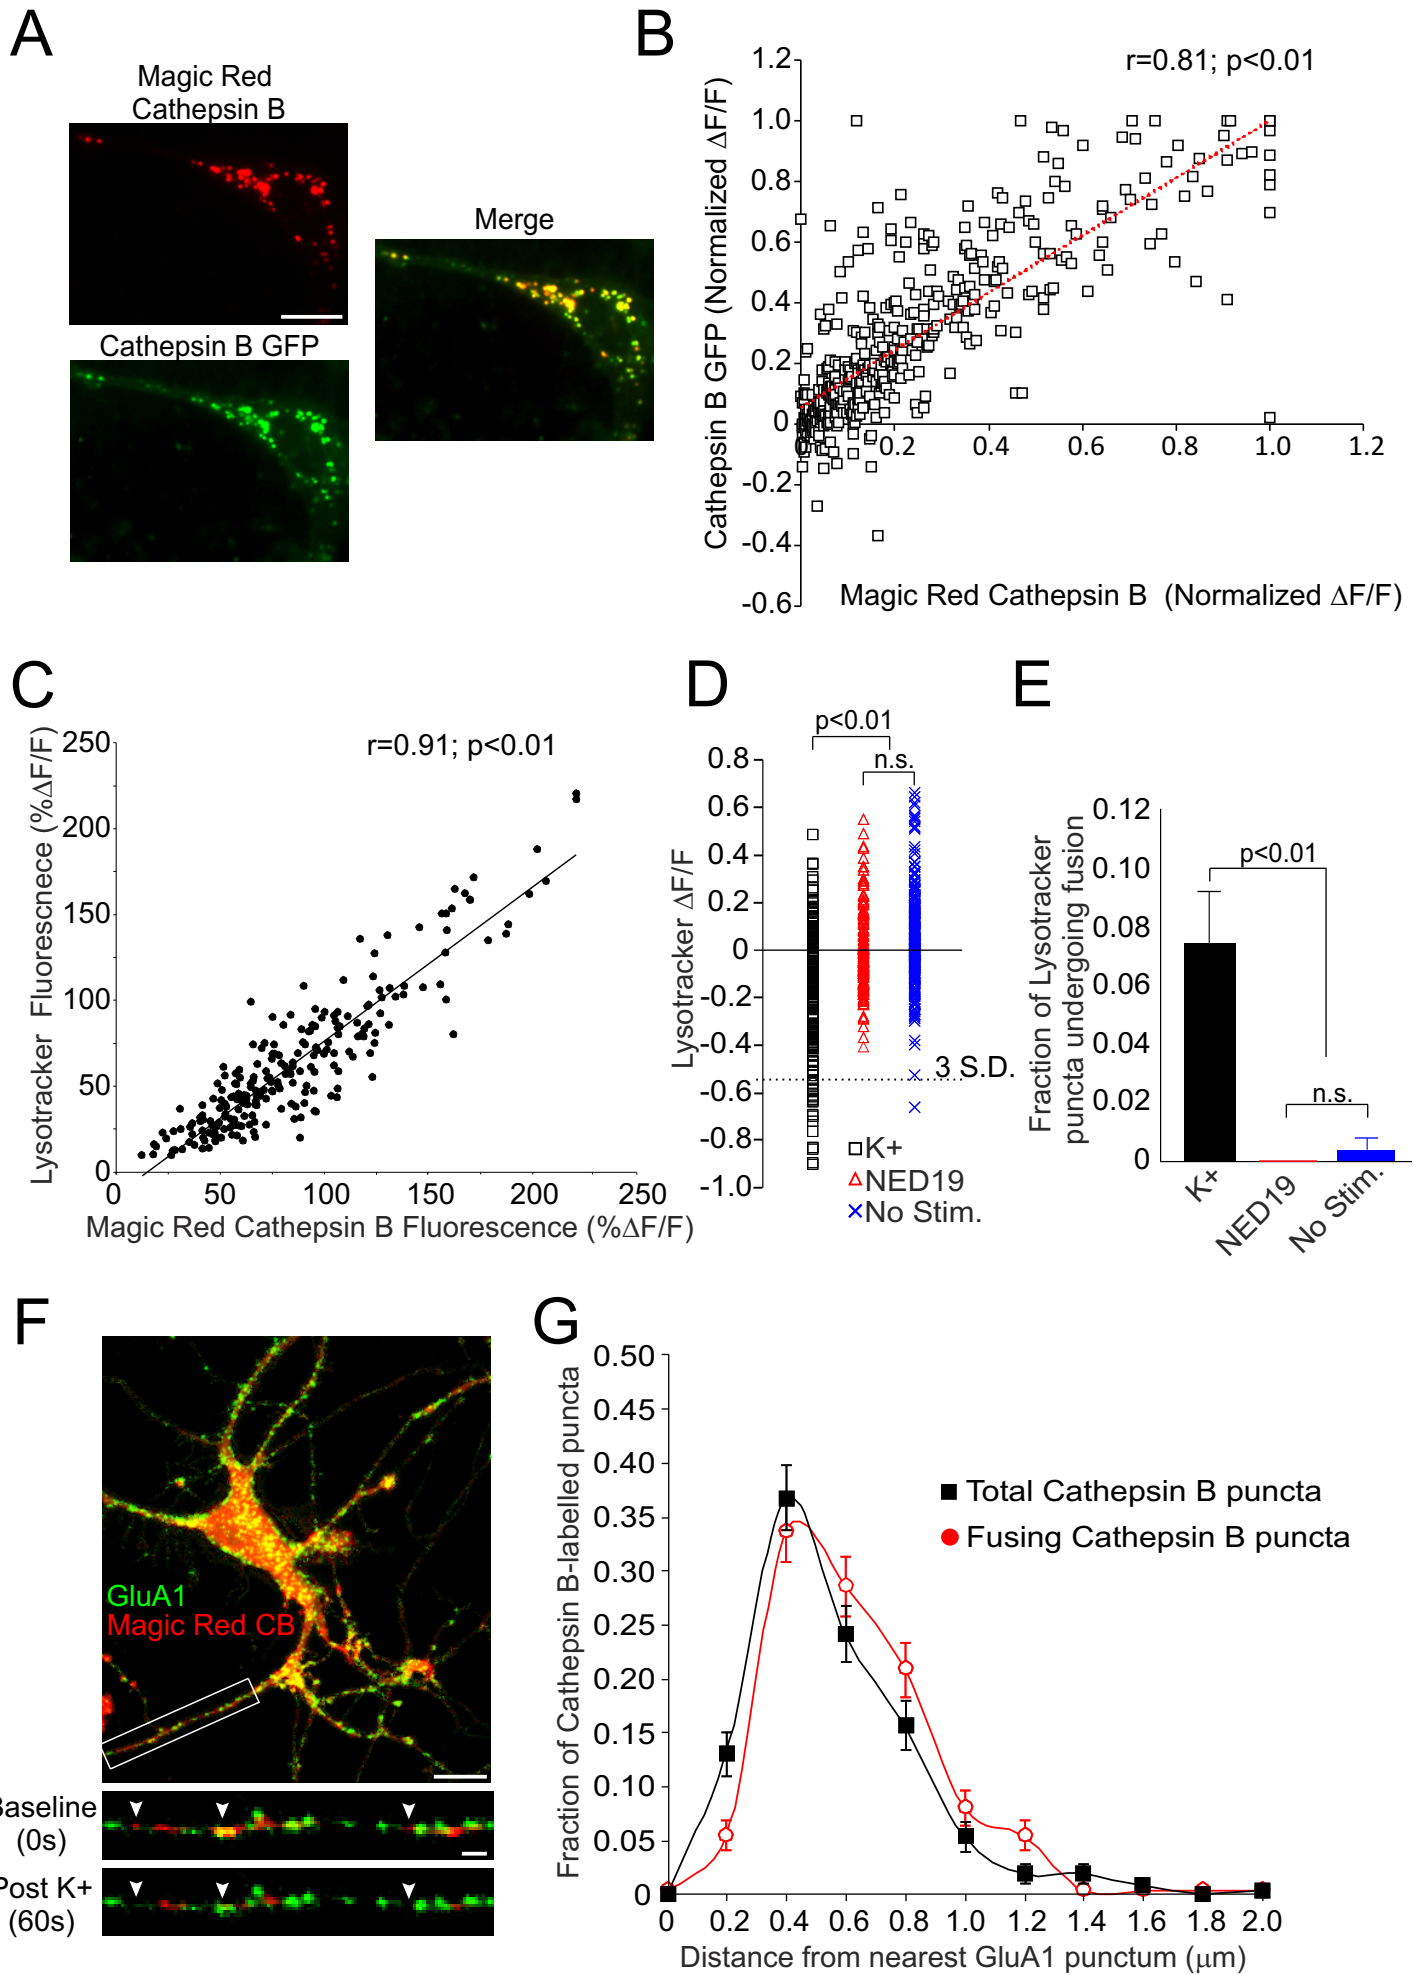 A
Magic Red
Cathepsin B
Cathepsin B GFP
Merge
B
r=0.81; p<0.01
Cathepsin B GFP (Normalized ΔF/F)
1.2
1.0
0.8
0.6
0.4
0.2
0
-0.2
-0.4
-0.6
0 0.2 0.4 0.6 0.8 1.0 1.2
Magic Red Cathepsin B (Normalized ΔF/F)
C
r=0.91; p<0.01
Lysotracker Fluorescnece (%ΔF/F)
250
200
150
100
50
0
0 50 100 150 200 250
Magic Red Cathepsin B Fluorescence (%ΔF/F)
D
p<0.01
n.s.
Lysotracker ΔF/F
0.8
0.6
0.4
0.2
0
-0.2
-0.4
-0.6
-0.8
-1.0
3 S.D.
K+
NED19
No Stim.
E
Fraction of Lysotracker
puncta undergoing fusion
0.12
0.10
0.08
0.06
0.04
0.02
0
p<0.01
n.s.
K+
NED19
No Stim.
F
GluA1
Magic Red CB
Baseline
(0s)
Post K+
(60s)
G
Fraction of Cathepsin B-labelled puncta
0.50
0.45
0.40
0.35
0.30
0.25
0.20
0.15
0.10
0.05
0
Total Cathepsin B puncta
Fusing Cathepsin B puncta
0 0.2 0.4 0.6 0.8 1.0 1.2 1.4 1.6 1.8 2.0
Distance from nearest GluA1 punctum (μm)